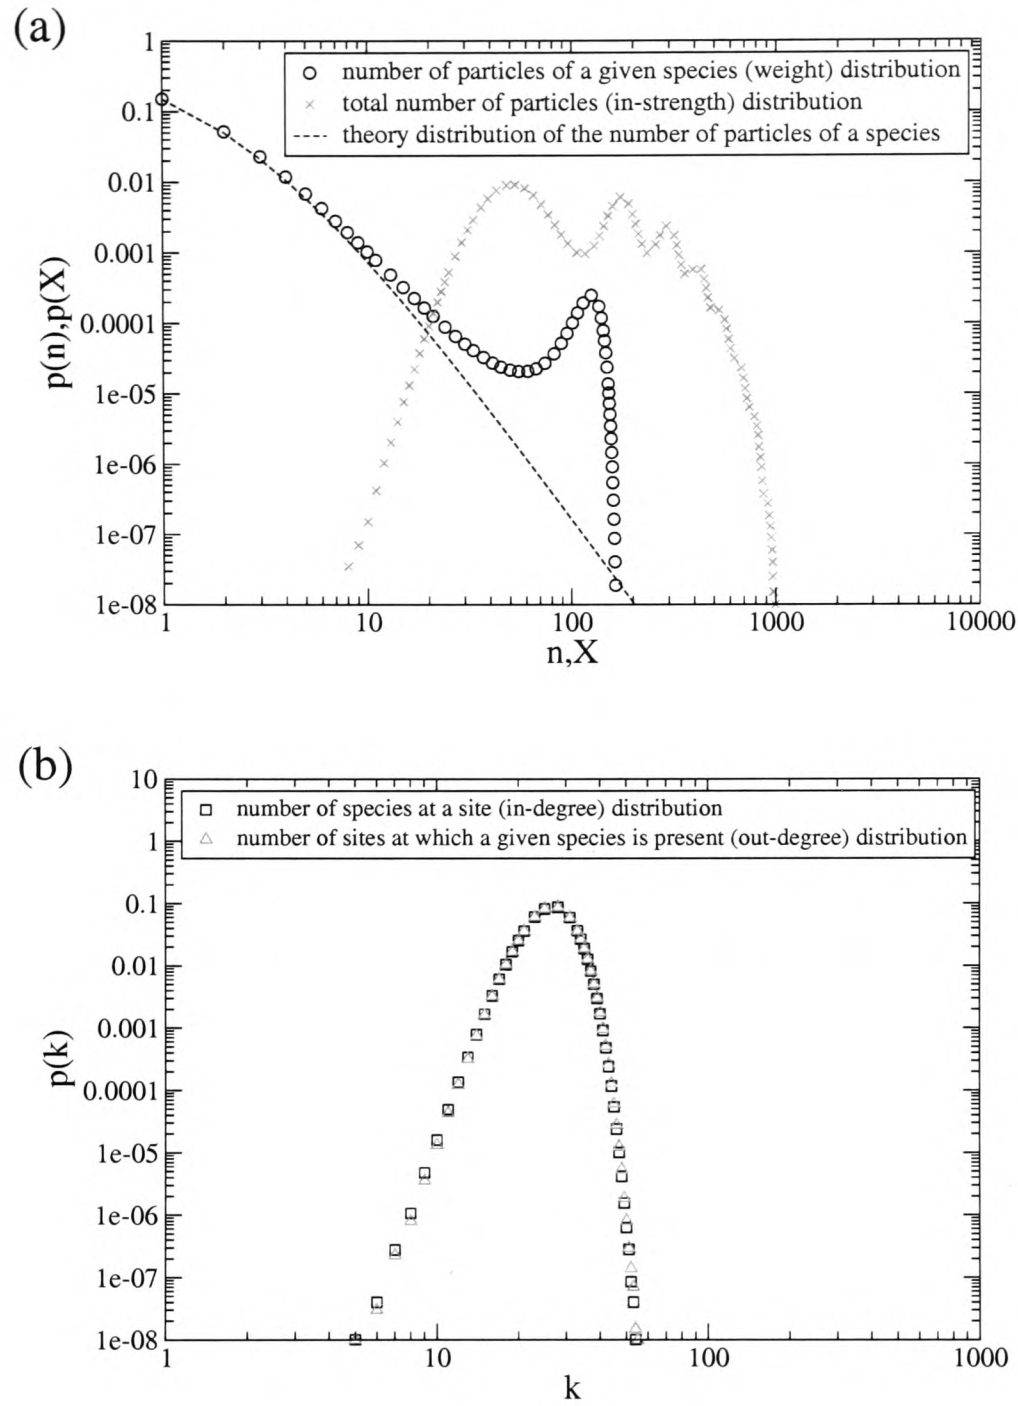 (a)
1
0.1
0.01
0.001
0.0001
1e-05
1e-06
1e-07
1e-08
p(n),p(X)
number of particles of a given species (weight) distribution
total number of particles (in-strength) distribution
theory distribution of the number of particles of a species
1 10 100 1000 10000
n,X
(b)
10
1
0.1
0.01
0.001
0.0001
1e-05
1e-06
1e-07
1e-08
p(k)
number of species at a site (in-degree) distribution
number of sites at which a given species is present (out-degree) distribution
1 10 100 1000
k